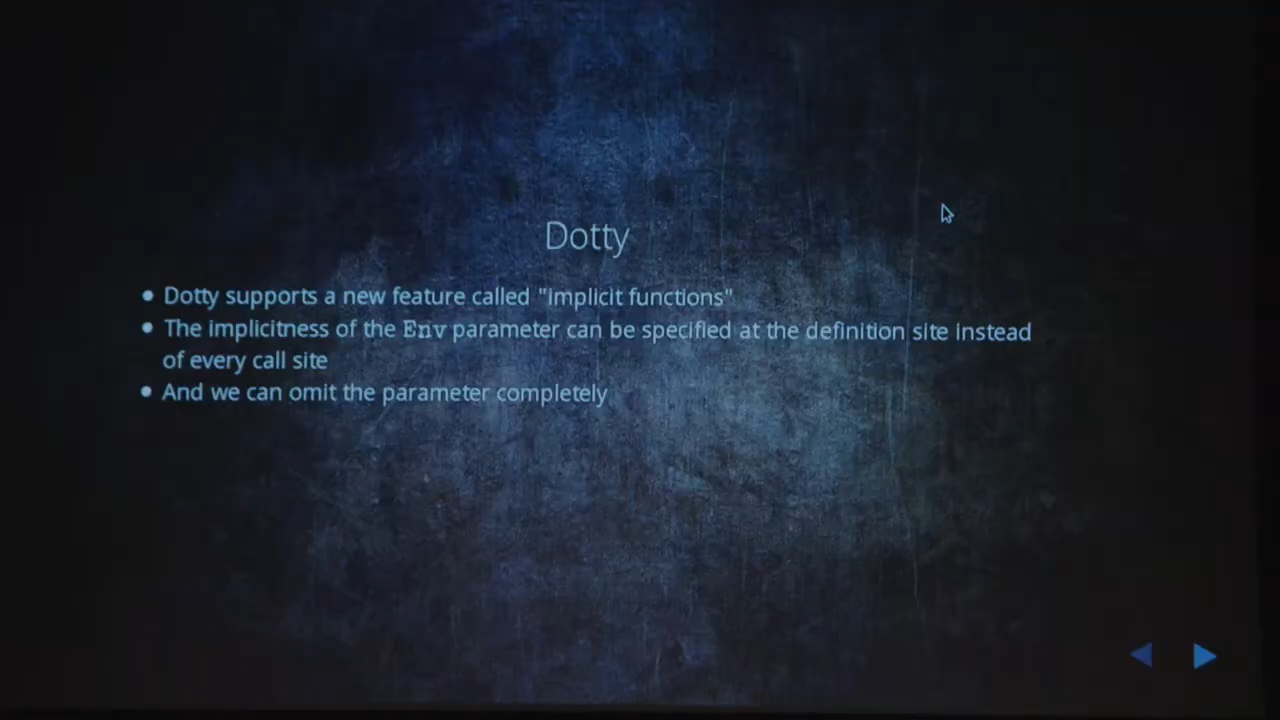 Dotty
• Dotty supports a new feature called "implicit functions"
• The implicitness of the Env parameter can be specified at the definition site instead
of every call site
• And we can omit the parameter completely